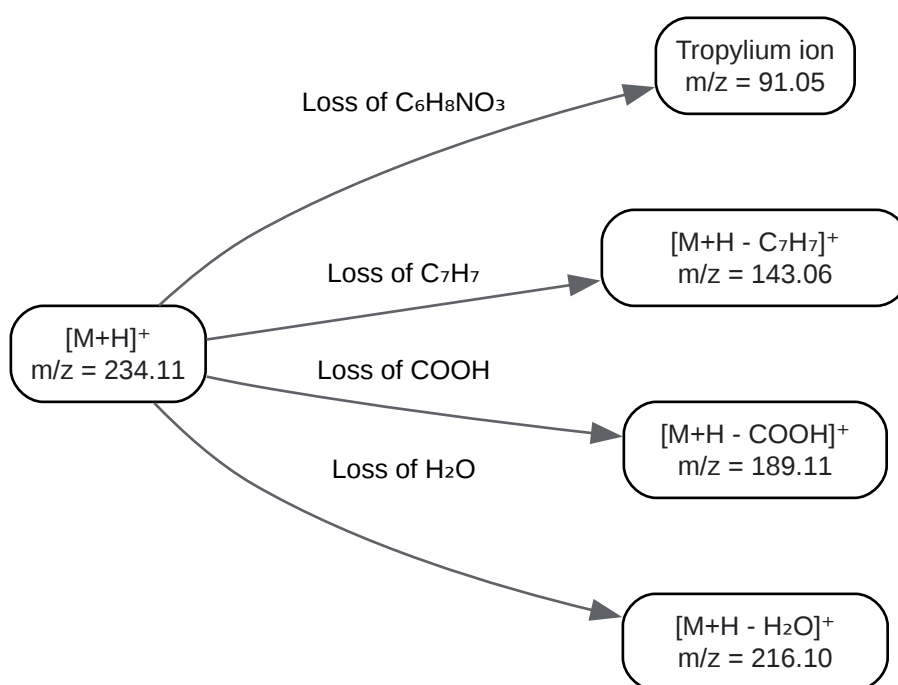 Tropylium ion
m/z = 91.05
Loss of C₆H₈NO₃
[M+H - C₇H₇]⁺
m/z = 143.06
Loss of C₇H₇
[M+H]⁺
m/z = 234.11
Loss of COOH
[M+H - COOH]⁺
m/z = 189.11
Loss of H₂O
[M+H - H₂O]⁺
m/z = 216.10